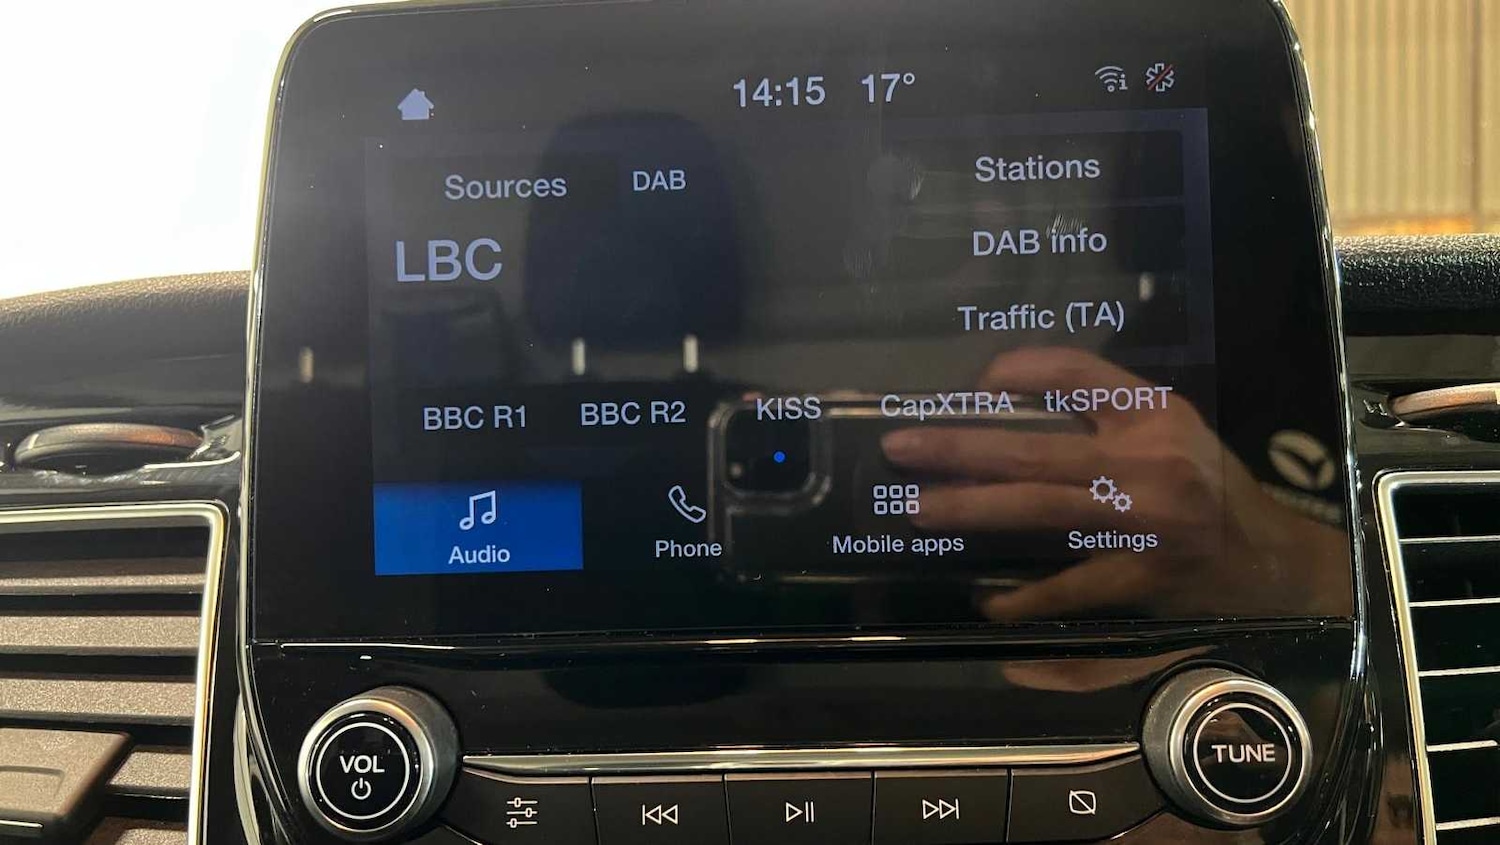 14:15 17°
Sources DAB Stations
LBC DAB info
Traffic (TA)
BBC R1 BBC R2 KISS CapXTRA tkSPORT
Audio Phone Mobile apps Settings
VOL TUNE